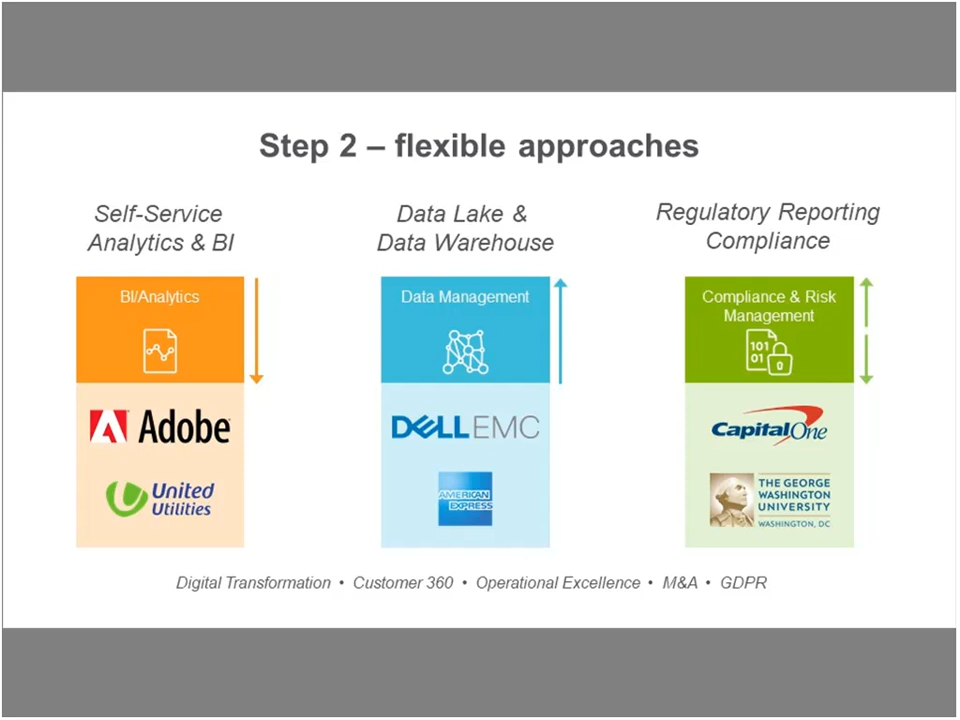 Step 2 – flexible approaches
Self-Service
Analytics & BI
BI/Analytics
Adobe
United
Utilities
Data Lake &
Data Warehouse
Data Management
DELL EMC
AMERICAN
EXPRESS
Regulatory Reporting
Compliance
Compliance & Risk
Management
101
01
Capital One
THE GEORGE
WASHINGTON
UNIVERSITY
WASHINGTON, DC
Digital Transformation • Customer 360 • Operational Excellence • M&A • GDPR